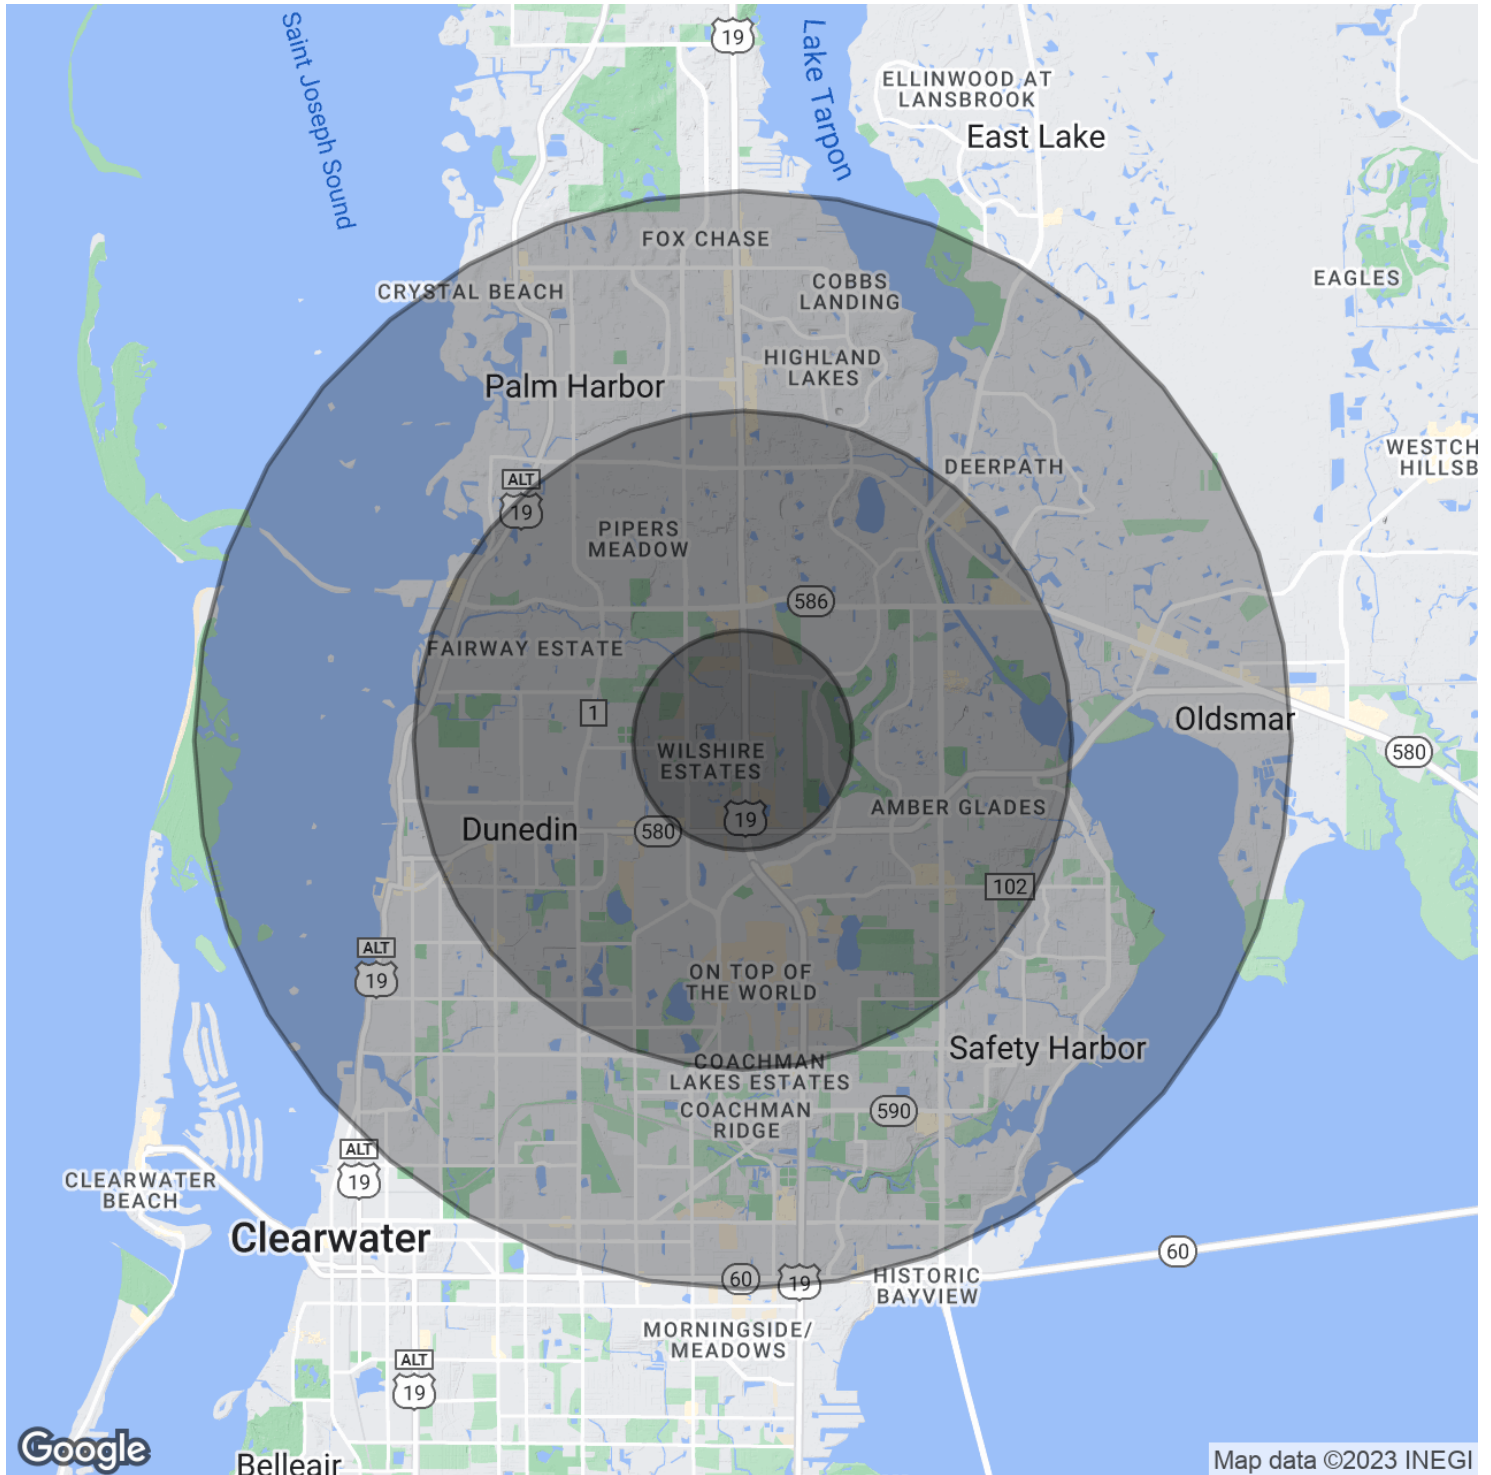 19
Saint Joseph Sound
Lake Tarpon
ELLINWOOD AT
LANSBROOK
East Lake
FOX CHASE
CRYSTAL BEACH
COBBS
LANDING
EAGLES
HIGHLAND
LAKES
Palm Harbor
WESTCH
HILLSB
DEERPATH
ALT
19
PIPERS
MEADOW
586
FAIRWAY ESTATE
1
Oldsmar
WILSHIRE
ESTATES
580
AMBER GLADES
19
Dunedin
580
102
ALT
19
ON TOP OF
THE WORLD
Safety Harbor
COACHMAN
LAKES ESTATES
COACHMAN
RIDGE
590
ALT
19
CLEARWATER
BEACH
Clearwater
60
60
19
HISTORIC
BAYVIEW
MORNINGSIDE/
MEADOWS
ALT
19
Google
Belleair
Map data ©2023 INEGI